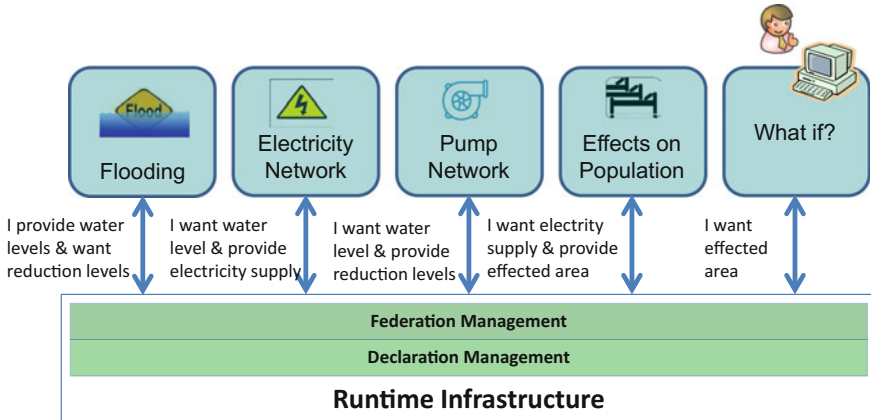 Flood
Flooding
Electricity
Network
Pump
Network
Effects on
Population
What if?
I provide water
levels & want
reduction levels
I want water
level & provide
electricity supply
I want water
level & provide
reduction levels
I want electrity
supply & provide
effected area
I want
effected
area
Federation Management
Declaration Management
Runtime Infrastructure